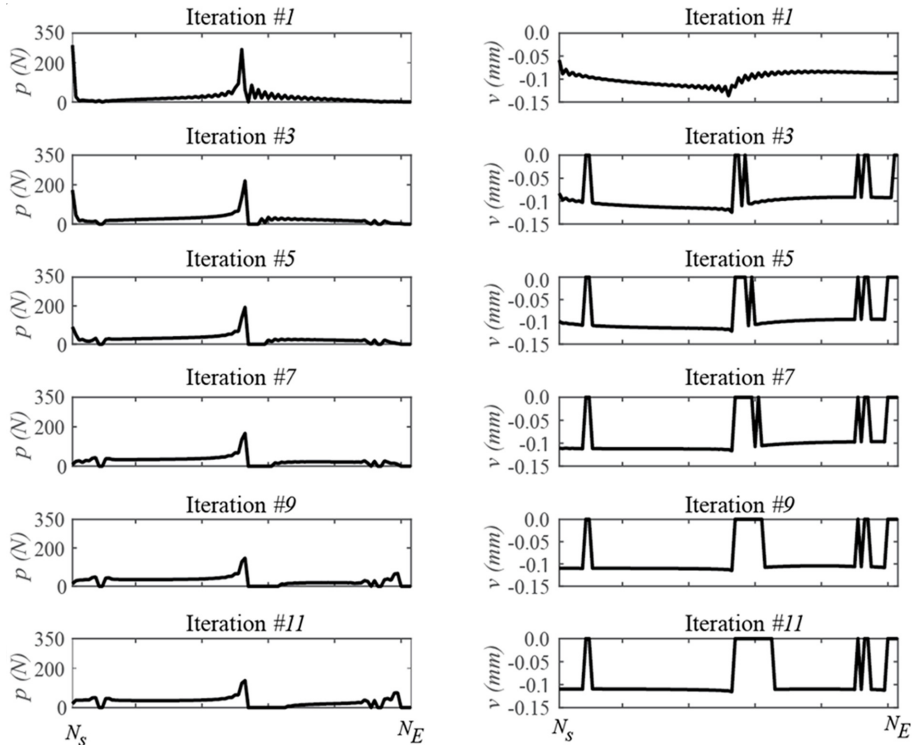 Iteration #1
350
200
0
p (N)
Iteration #1
0.0
-0.05
-0.1
-0.15
v (mm)
Iteration #3
350
200
0
p (N)
Iteration #3
0.0
-0.05
-0.1
-0.15
v (mm)
Iteration #5
350
200
0
p (N)
Iteration #5
0.0
-0.05
-0.1
-0.15
v (mm)
Iteration #7
350
200
0
p (N)
Iteration #7
0.0
-0.05
-0.1
-0.15
v (mm)
Iteration #9
350
200
0
p (N)
Iteration #9
0.0
-0.05
-0.1
-0.15
v (mm)
Iteration #11
350
200
0
p (N)
Iteration #11
0.0
-0.05
-0.1
-0.15
v (mm)
Ns NE
Ns NE